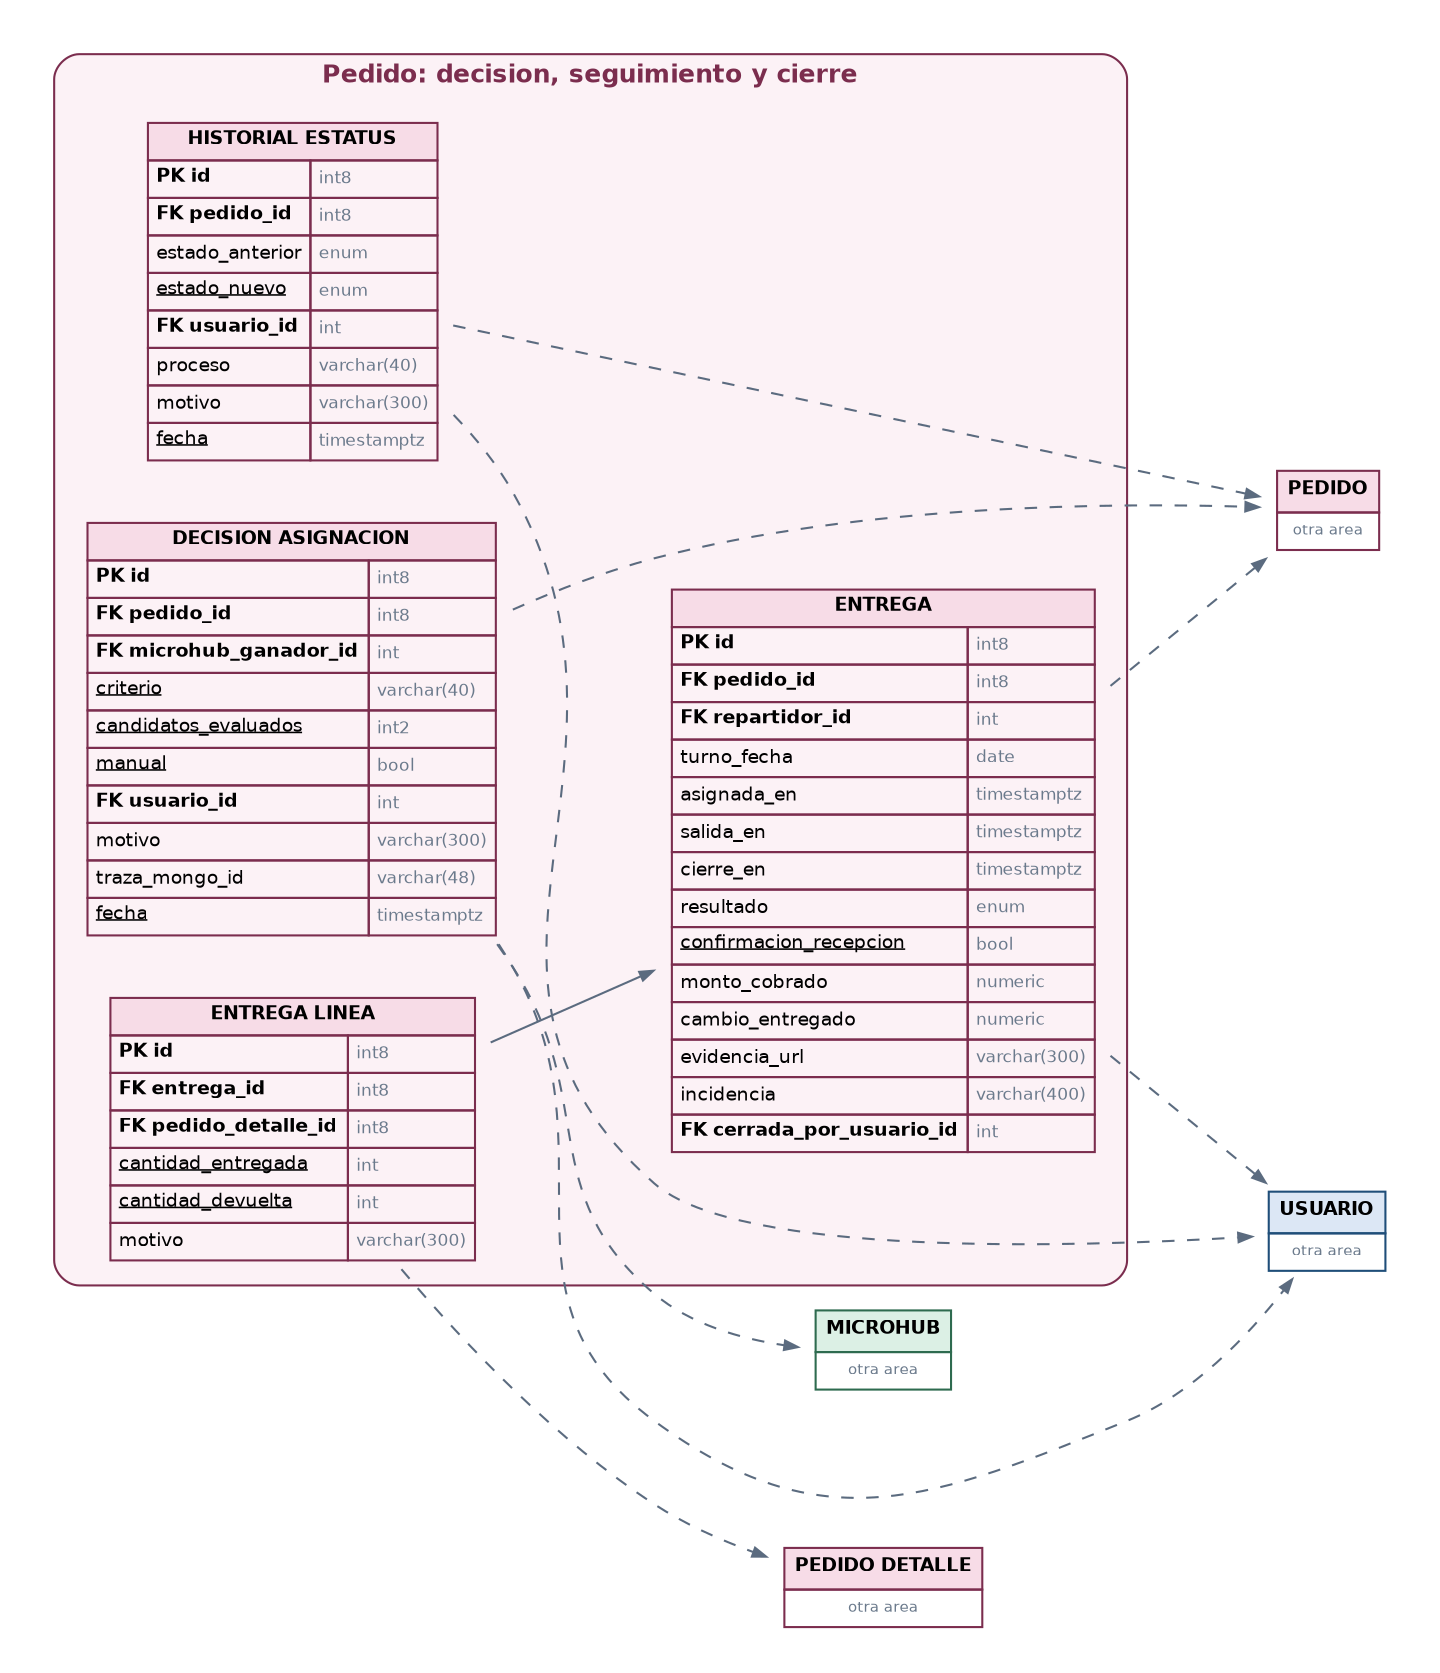 Pedido: decision, seguimiento y cierre
HISTORIAL ESTATUS
PK id int8
FK pedido_id int8
estado_anterior enum
estado_nuevo enum
FK usuario_id int
proceso varchar(40)
motivo varchar(300)
fecha timestamptz
DECISION ASIGNACION
PK id int8
FK pedido_id int8
FK microhub_ganador_id int
criterio varchar(40)
candidatos_evaluados int2
manual bool
FK usuario_id int
motivo varchar(300)
traza_mongo_id varchar(48)
fecha timestamptz
ENTREGA LINEA
PK id int8
FK entrega_id int8
FK pedido_detalle_id int8
cantidad_entregada int
cantidad_devuelta int
motivo varchar(300)
ENTREGA
PK id int8
FK pedido_id int8
FK repartidor_id int
turno_fecha date
asignada_en timestamptz
salida_en timestamptz
cierre_en timestamptz
resultado enum
confirmacion_recepcion bool
monto_cobrado numeric
cambio_entregado numeric
evidencia_url varchar(300)
incidencia varchar(400)
FK cerrada_por_usuario_id int
PEDIDO
otra area
USUARIO
otra area
MICROHUB
otra area
PEDIDO DETALLE
otra area